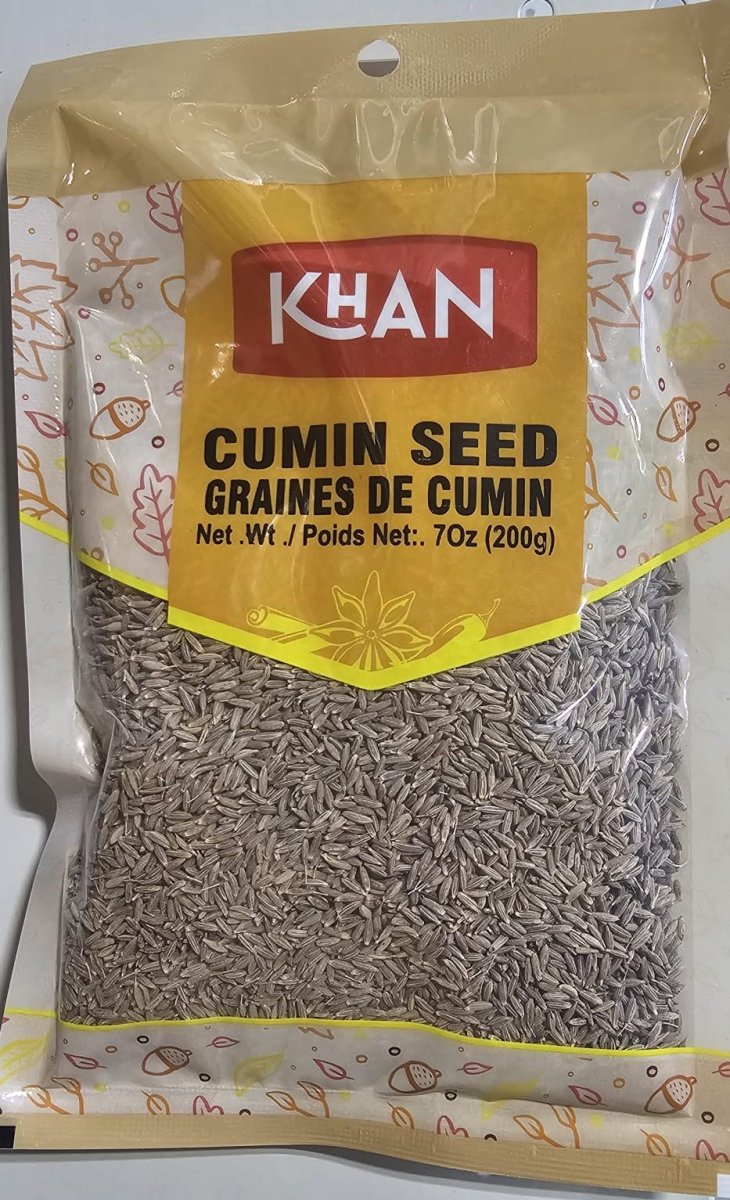 KHAN
CUMIN SEED
GRAINES DE CUMIN
Net .Wt ./ Poids Net:. 7Oz (200g)